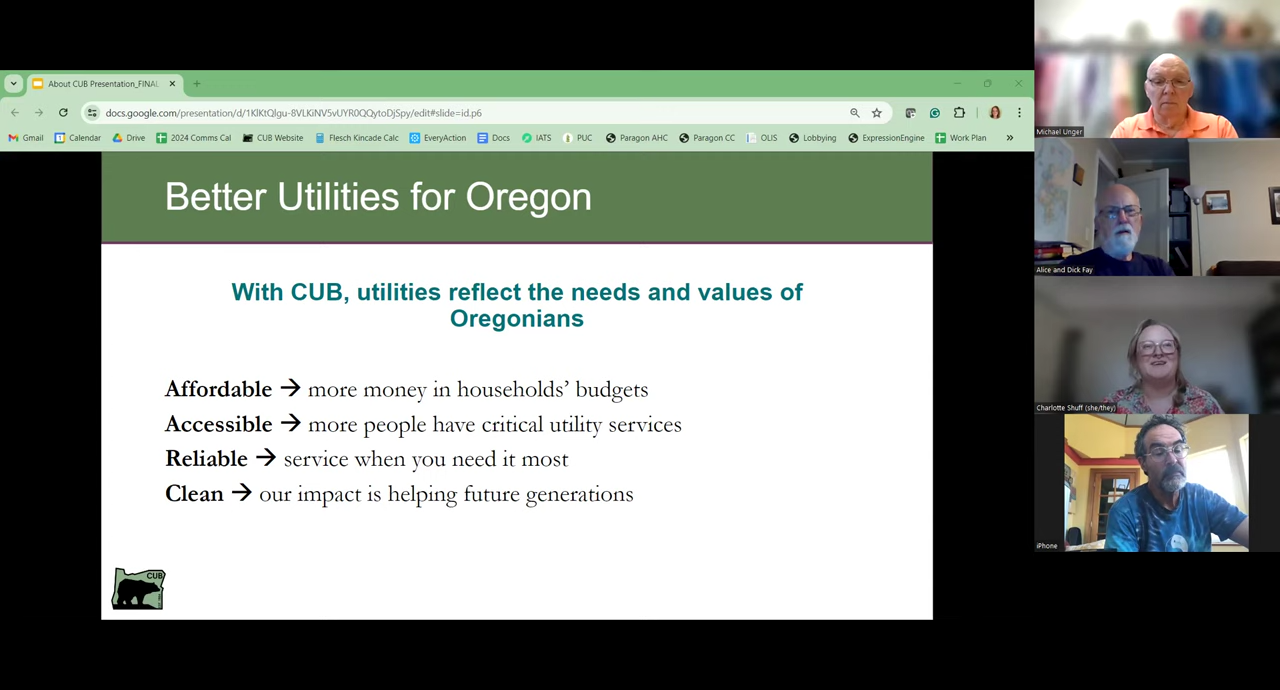 About CUB Presentation_FINAL
docs.google.com/presentation/d/1KlKtQlgu-8VLKiNV5vUYR0QQytoDjSpy/edit#slide=id.p6
Gmail Calendar Drive 2024 Comms Cal CUB Website Flesch Kincade Calc EveryAction Docs IATS PUC Paragon AHC Paragon CC OLIS Lobbying ExpressionEngine Work Plan »
Better Utilities for Oregon
With CUB, utilities reflect the needs and values of
Oregonians
Affordable → more money in households’ budgets
Accessible → more people have critical utility services
Reliable → service when you need it most
Clean → our impact is helping future generations
CUB
Michael Unger
Alice and Dick Fay
Charlotte Shuff (she/they)
iPhone